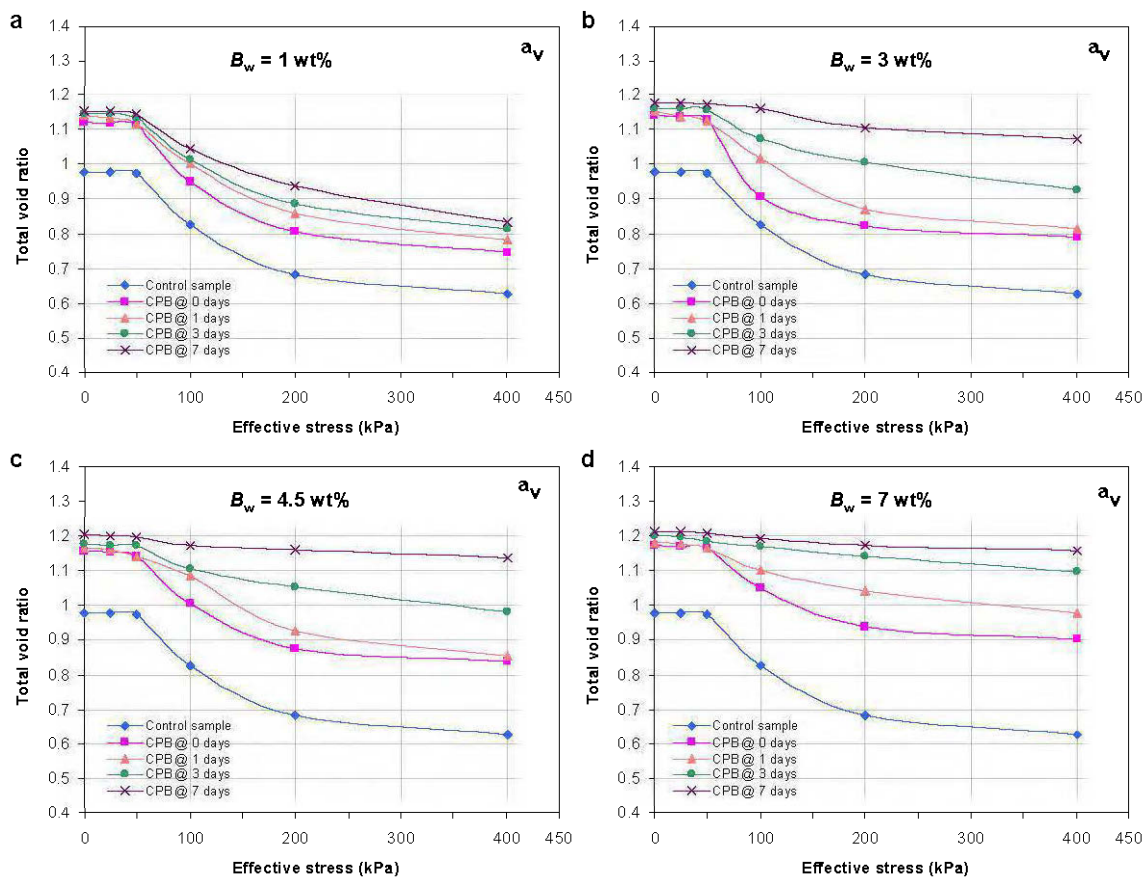 a
B_w = 1 wt%
a_v
Total void ratio
1.4
1.3
1.2
1.1
1
0.9
0.8
0.7
0.6
0.5
0.4
Control sample
CPB@ 0 days
CPB@ 1 days
CPB@ 3 days
CPB@ 7 days
0 100 200 300 400 450
Effective stress (kPa)
b
B_w = 3 wt%
a_v
Total void ratio
1.4
1.3
1.2
1.1
1
0.9
0.8
0.7
0.6
0.5
0.4
Control sample
CPB@ 0 days
CPB@ 1 days
CPB@ 3 days
CPB@ 7 days
0 100 200 300 400 450
Effective stress (kPa)
c
B_w = 4.5 wt%
a_v
Total void ratio
1.4
1.3
1.2
1.1
1
0.9
0.8
0.7
0.6
0.5
0.4
Control sample
CPB@ 0 days
CPB@ 1 days
CPB@ 3 days
CPB@ 7 days
0 100 200 300 400 450
Effective stress (kPa)
d
B_w = 7 wt%
a_v
Total void ratio
1.4
1.3
1.2
1.1
1
0.9
0.8
0.7
0.6
0.5
0.4
Control sample
CPB@ 0 days
CPB@ 1 days
CPB@ 3 days
CPB@ 7 days
0 100 200 300 400 450
Effective stress (kPa)